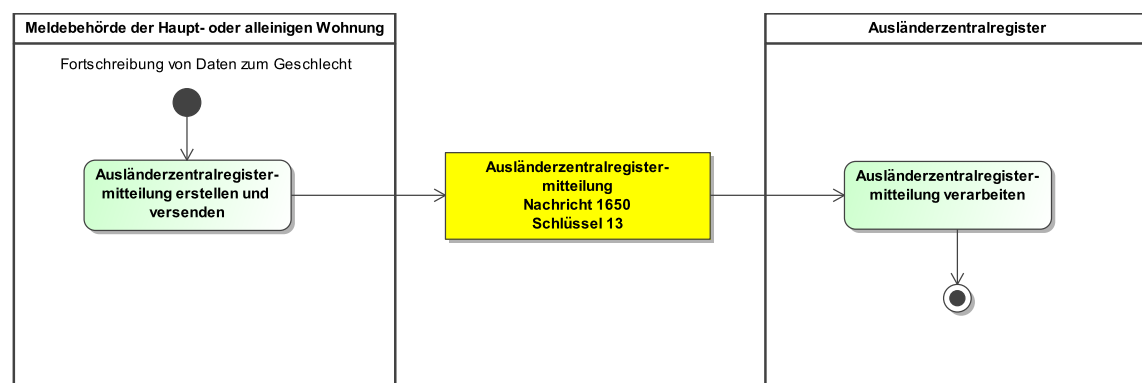 Meldebehörde der Haupt- oder alleinigen Wohnung
Ausländerzentralregister
Fortschreibung von Daten zum Geschlecht
Ausländerzentralregister-
mitteilung erstellen und
versenden
Ausländerzentralregister-
mitteilung
Nachricht 1650
Schlüssel 13
Ausländerzentralregister-
mitteilung verarbeiten